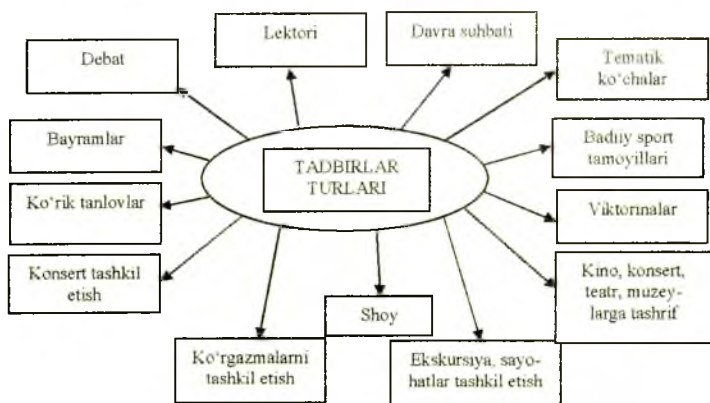 Lektori
Davra suhbati
Debat
Tematik
ko‘chalar
Bayramlar
TADBIRLAR
TURLARI
Badiiy sport
tamoyillari
Ko‘rik tanlovlar
Viktorinalar
Konsert tashkil
etish
Kino, konsert,
teatr, muzey-
larga tashrif
Shoy
Ko‘rgazmalarni
tashkil etish
Ekskursiya, sayo-
hatlar tashkil etish